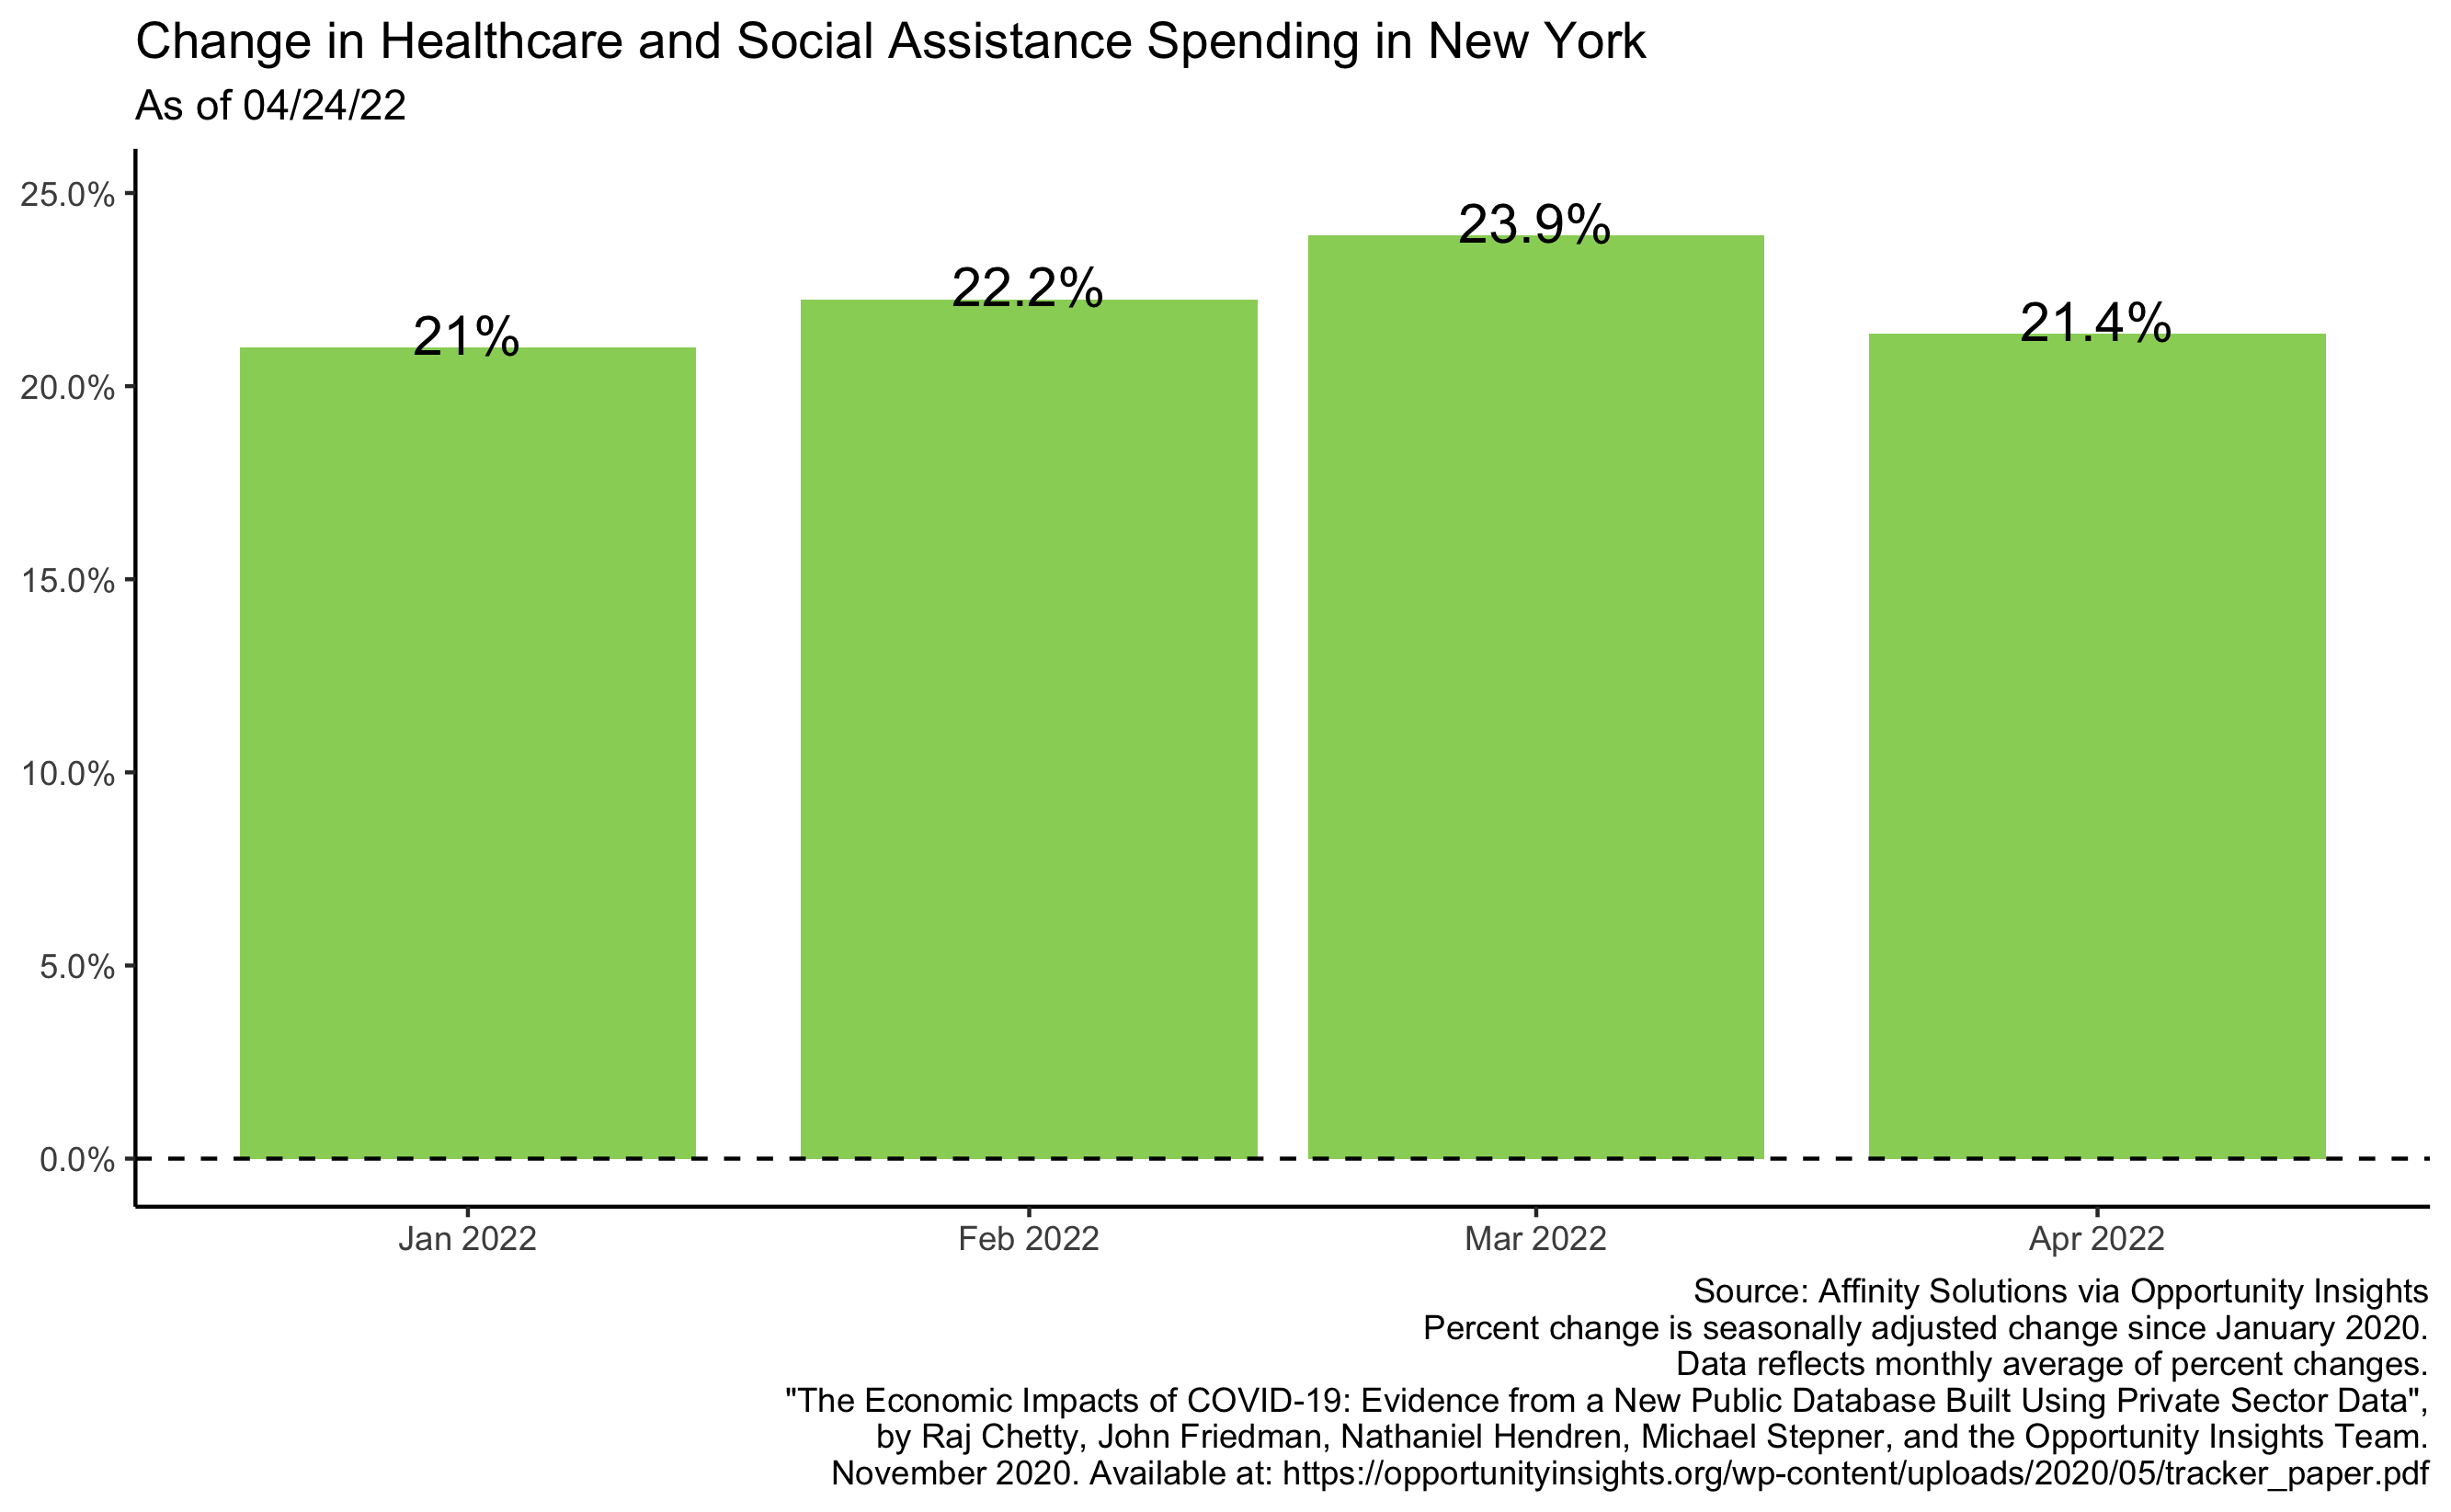 Change in Healthcare and Social Assistance Spending in New York
As of 04/24/22
25.0%
20.0%
15.0%
10.0%
5.0%
0.0%
21%
22.2%
23.9%
21.4%
Jan 2022
Feb 2022
Mar 2022
Apr 2022
Source: Affinity Solutions via Opportunity Insights
Percent change is seasonally adjusted change since January 2020.
Data reflects monthly average of percent changes.
"The Economic Impacts of COVID-19: Evidence from a New Public Database Built Using Private Sector Data",
by Raj Chetty, John Friedman, Nathaniel Hendren, Michael Stepner, and the Opportunity Insights Team.
November 2020. Available at: https://opportunityinsights.org/wp-content/uploads/2020/05/tracker_paper.pdf